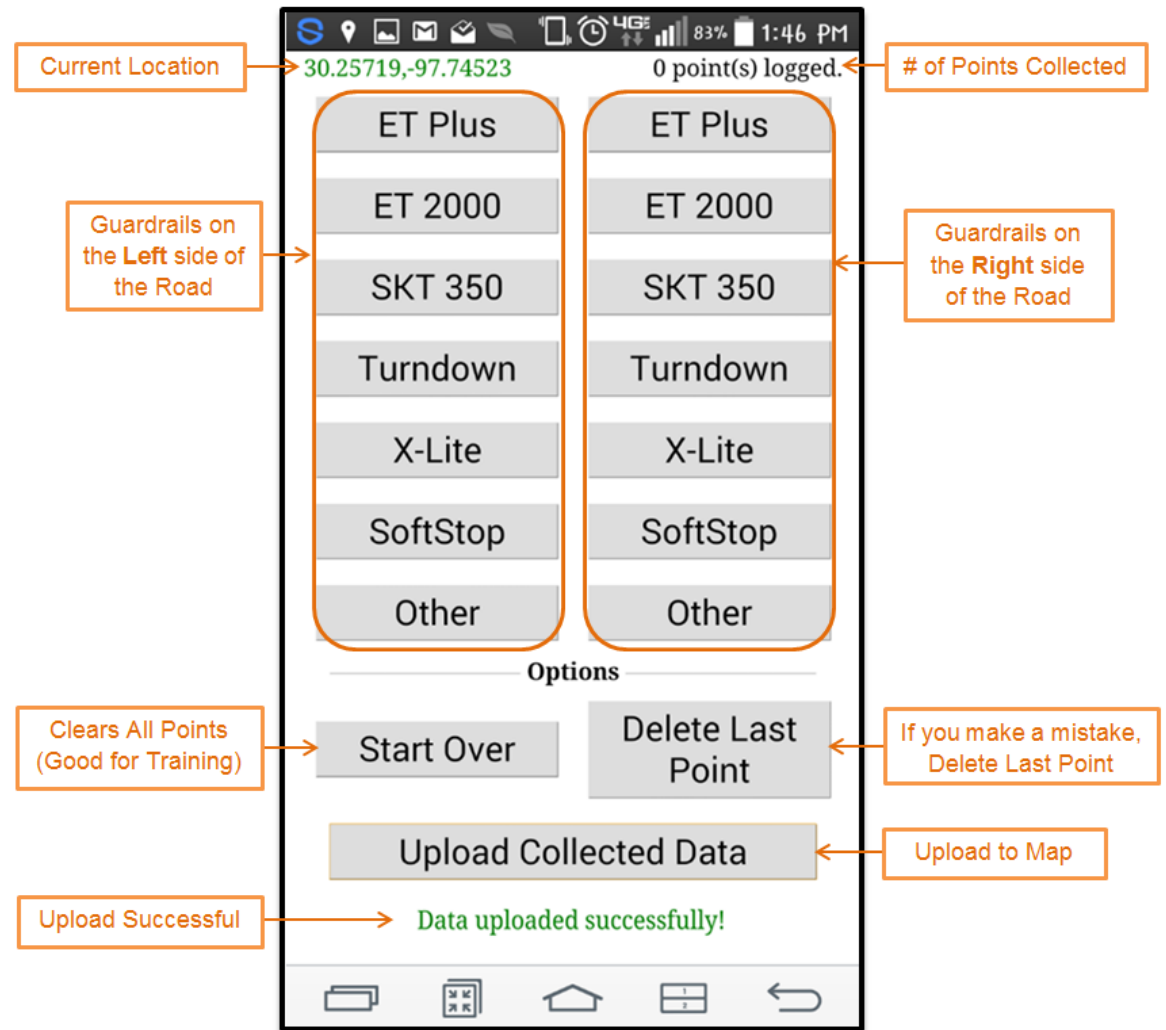 4G
83%
1:46 PM
Current Location
30.25719,-97.74523
0 point(s) logged.
# of Points Collected
ET Plus
ET Plus
ET 2000
ET 2000
Guardrails on
the Left side of
the Road
Guardrails on
the Right side
of the Road
SKT 350
SKT 350
Turndown
Turndown
X-Lite
X-Lite
SoftStop
SoftStop
Other
Other
Options
Clears All Points
(Good for Training)
Start Over
Delete Last
Point
If you make a mistake,
Delete Last Point
Upload Collected Data
Upload to Map
Upload Successful
Data uploaded successfully!
1
2